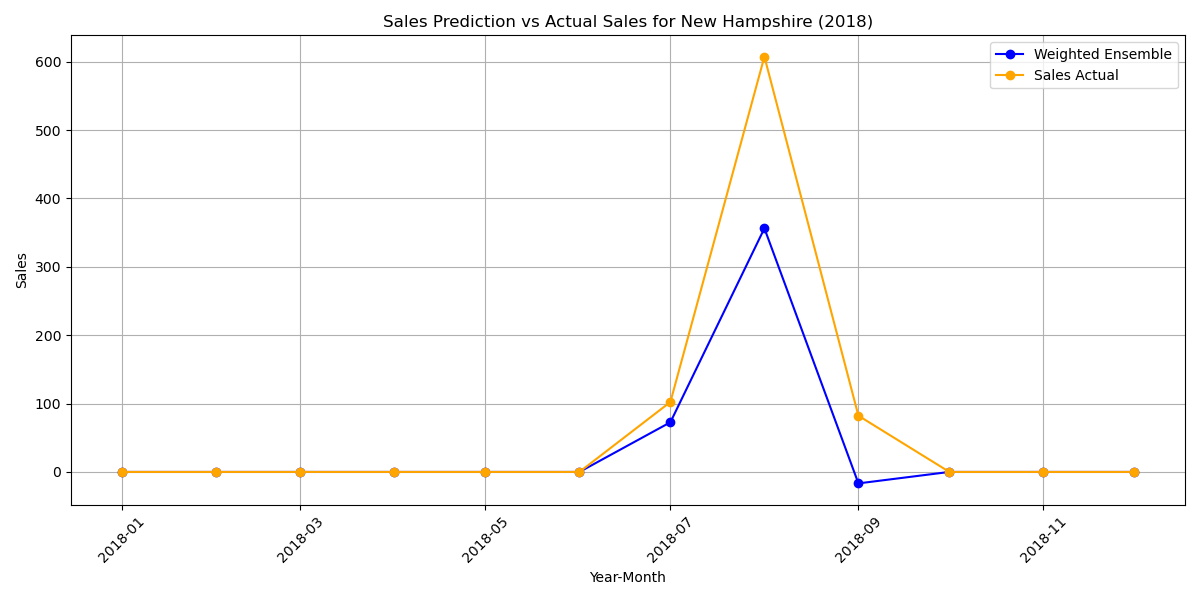 Sales Prediction vs Actual Sales for New Hampshire (2018)
Weighted Ensemble
Sales Actual
600
500
400
300
200
100
0
Sales
2018-01
2018-03
2018-05
2018-07
2018-09
2018-11
Year-Month